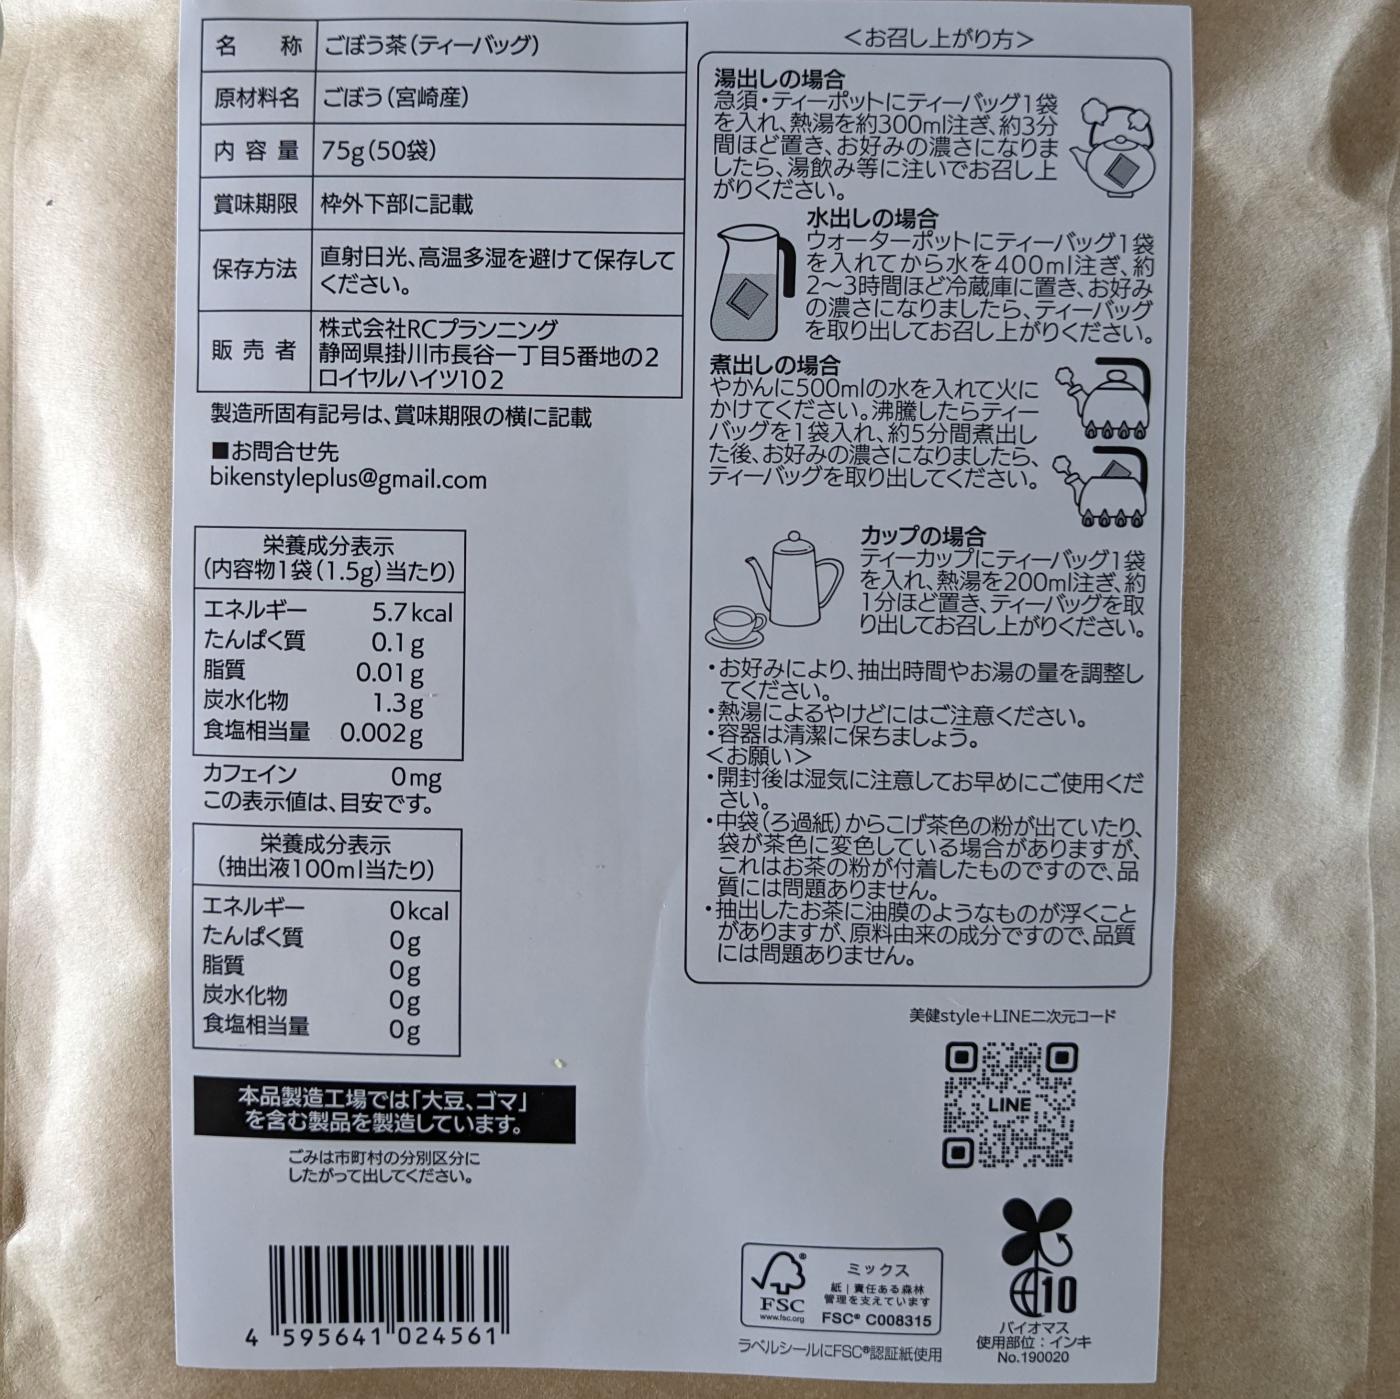 名 称 ごぼう茶(ティーバッグ)
原材料名 ごぼう(宮崎産)
内容量 75g(50袋)
賞味期限 枠外下部に記載
保存方法 直射日光、高温多湿を避けて保存して
ください。
販売者 株式会社RCプランニング
静岡県掛川市長谷一丁目5番地の2
ロイヤルハイツ102
製造所固有記号は、賞味期限の横に記載
■お問合せ先
bikenstyleplus@gmail.com
栄養成分表示
(内容物1袋(1.5g)当たり)
エネルギー 5.7kcal
たんぱく質 0.1g
脂質 0.01g
炭水化物 1.3g
食塩相当量 0.002g
カフェイン 0mg
この表示値は、目安です。
栄養成分表示
(抽出液100ml当たり)
エネルギー 0kcal
たんぱく質 0g
脂質 0g
炭水化物 0g
食塩相当量 0g
本品製造工場では「大豆、ゴマ」
を含む製品を製造しています。
ごみは市町村の分別区分に
したがって出してください。
4 595641 024561
<お召し上がり方>
湯出しの場合
急須・ティーポットにティーバッグ1袋
を入れ、熱湯を約300ml注ぎ、約3分
間ほど置き、お好みの濃さになりま
したら、湯飲み等に注いでお召し上
がりください。
水出しの場合
ウォーターポットにティーバッグ1袋
を入れてから水を400ml注ぎ、約
2〜3時間ほど冷蔵庫に置き、お好み
の濃さになりましたら、ティーバッグ
を取り出してお召し上がりください。
煮出しの場合
やかんに500mlの水を入れて火に
かけてください。沸騰したらティー
バッグを1袋入れ、約5分間煮出し
た後、お好みの濃さになりましたら、
ティーバッグを取り出してください。
カップの場合
ティーカップにティーバッグ1袋
を入れ、熱湯を200ml注ぎ、約
1分ほど置き、ティーバッグを取
り出してお召し上がりください。
・お好みにより、抽出時間やお湯の量を調整し
てください。
・熱湯によるやけどにはご注意ください。
・容器は清潔に保ちましょう。
<お願い>
・開封後は湿気に注意してお早めにご使用くだ
さい。
・中袋(ろ過紙)からこげ茶色の粉が出ていたり、
袋が茶色に変色している場合がありますが、
これはお茶の粉が付着したものですので、品
質には問題ありません。
・抽出したお茶に油膜のようなものが浮くこと
がありますが、原料由来の成分ですので、品質
には問題ありません。
美健style+LINE二次元コード
LINE
FSC
www.fsc.org
ミックス
紙|責任ある森林
管理を支えています
FSC® C008315
ラベルシールにFSC®認証紙使用
10
バイオマス
使用部位:インキ
No.190020